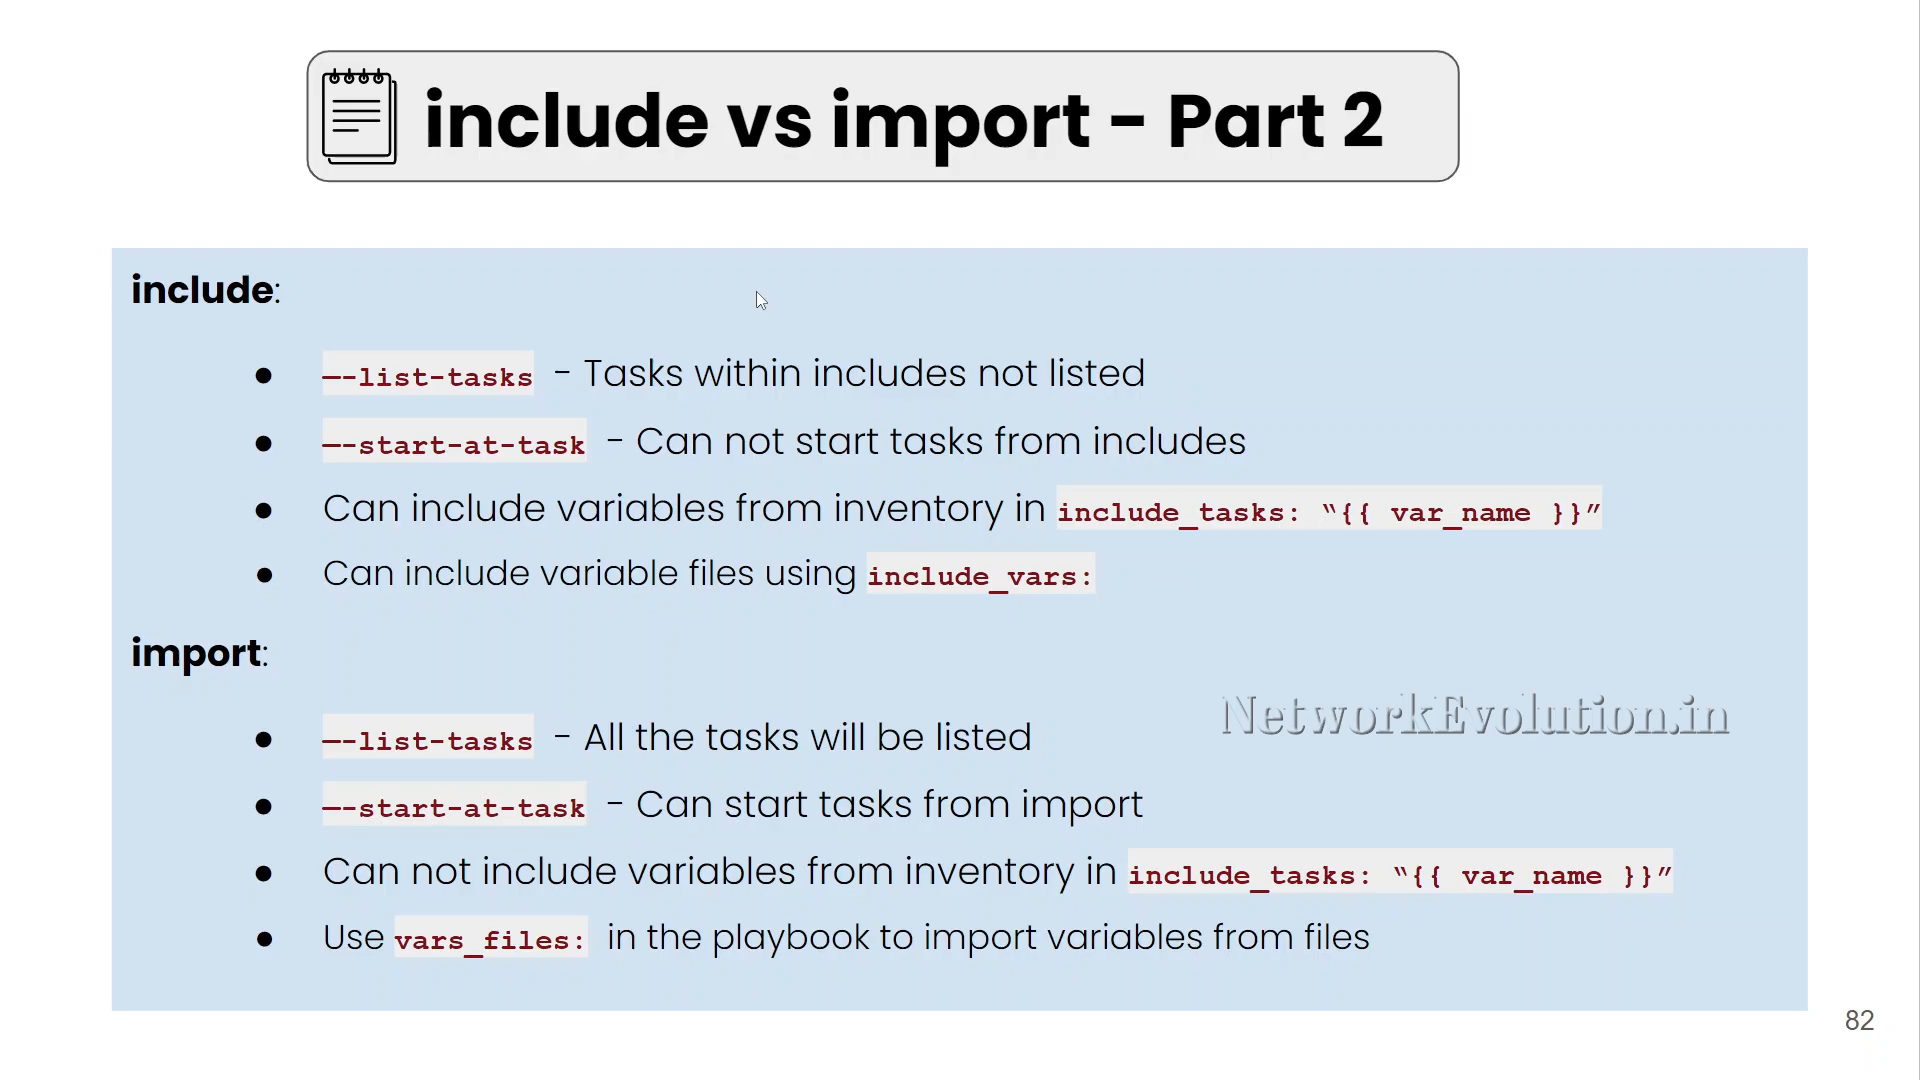 include vs import - Part 2
include:
● –-list-tasks - Tasks within includes not listed
● –-start-at-task - Can not start tasks from includes
● Can include variables from inventory in include_tasks: “{{ var_name }}”
● Can include variable files using include_vars:
import:
NetworkEvolution.in
● –-list-tasks - All the tasks will be listed
● –-start-at-task - Can start tasks from import
● Can not include variables from inventory in include_tasks: “{{ var_name }}”
● Use vars_files: in the playbook to import variables from files
82